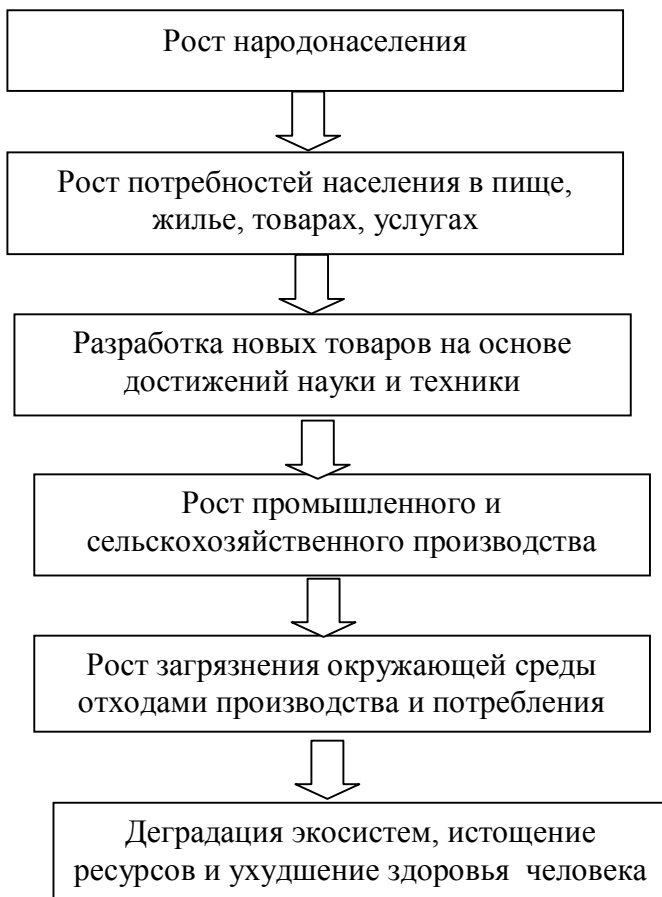 Рост народонаселения
Рост потребностей населения в пище,
жилье, товарах, услугах
Разработка новых товаров на основе
достижений науки и техники
Рост промышленного и
сельскохозяйственного производства
Рост загрязнения окружающей среды
отходами производства и потребления
Деградация экосистем, истощение
ресурсов и ухудшение здоровья человека